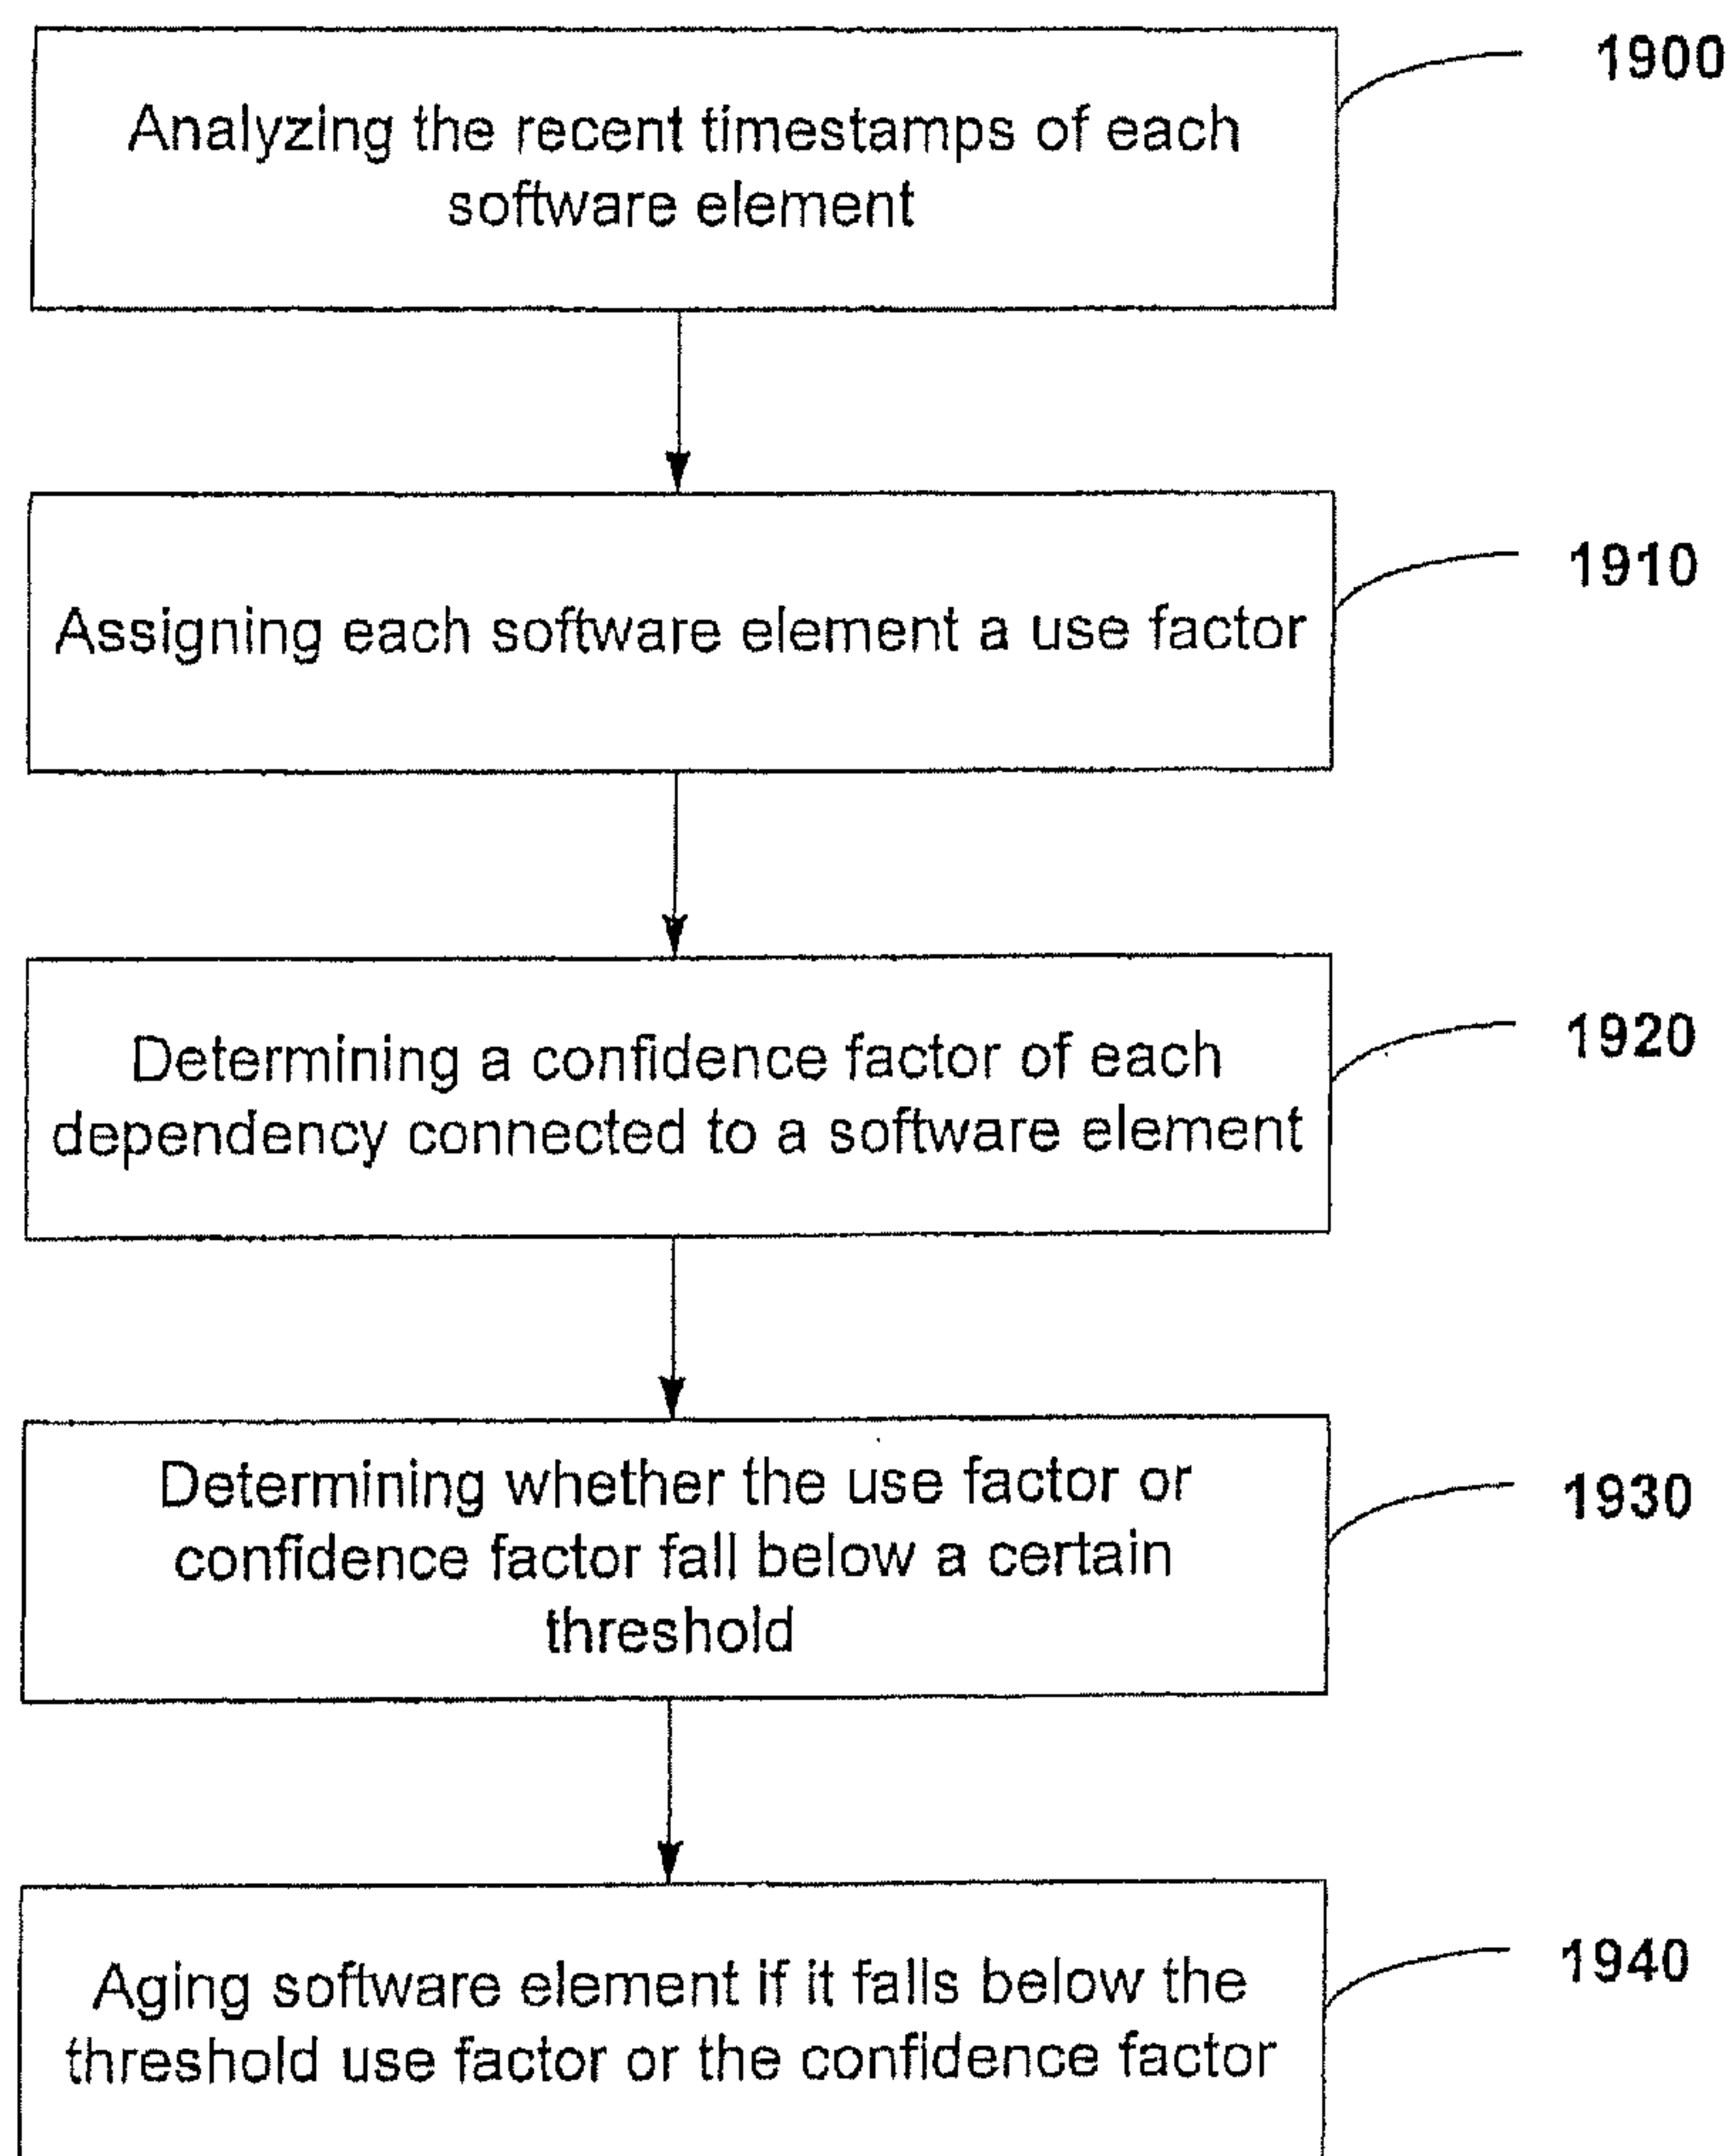 1900
Analyzing the recent timestamps of each
software element
1910
Assigning each software element a use factor
1920
Determining a confidence factor of each
dependency connected to a software element
1930
Determining whether the use factor or
confidence factor fall below a certain
threshold
1940
Aging software element if it falls below the
threshold use factor or the confidence factor